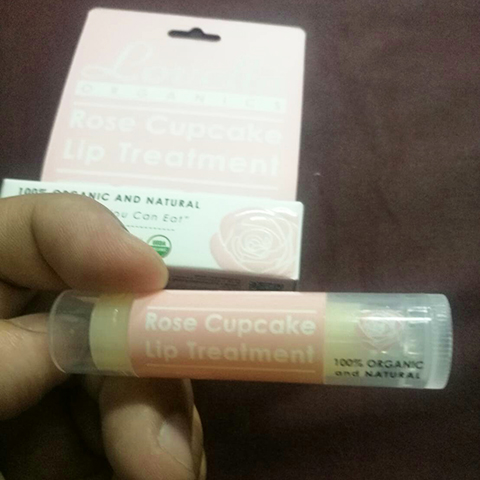 ORGANICS
Rose Cupcake
Lip Treatment
100% ORGANIC AND NATURAL
You Can Eat"
Rose Cupcake
Lip Treatment
100% ORGANIC
and NATURAL